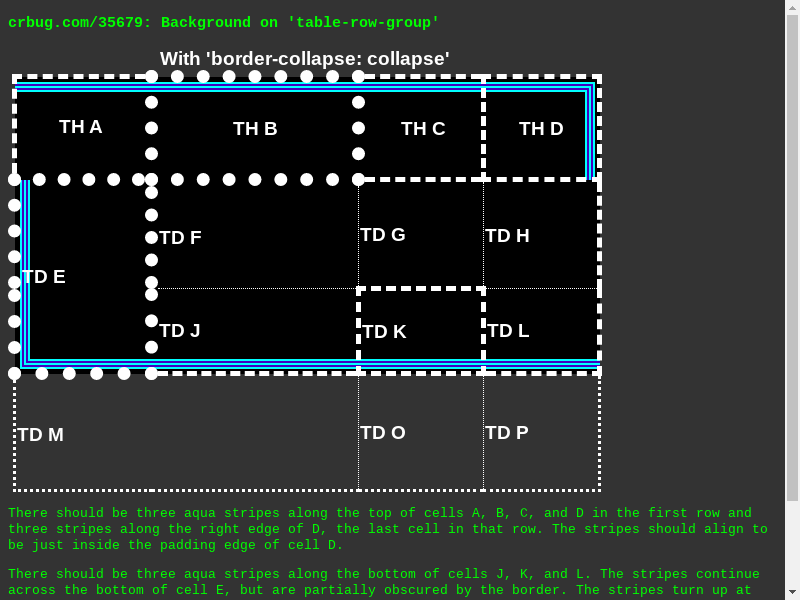 crbug.com/35679: Background on 'table-row-group'
With 'border-collapse: collapse'
TH A
TH B
TH C
TH D
TD E
TD F
TD G
TD H
TD J
TD K
TD L
TD M
TD O
TD P
There should be three aqua stripes along the top of cells A, B, C, and D in the first row and
three stripes along the right edge of D, the last cell in that row. The stripes should align to
be just inside the padding edge of cell D.
There should be three aqua stripes along the bottom of cells J, K, and L. The stripes continue
across the bottom of cell E, but are partially obscured by the border. The stripes turn up at